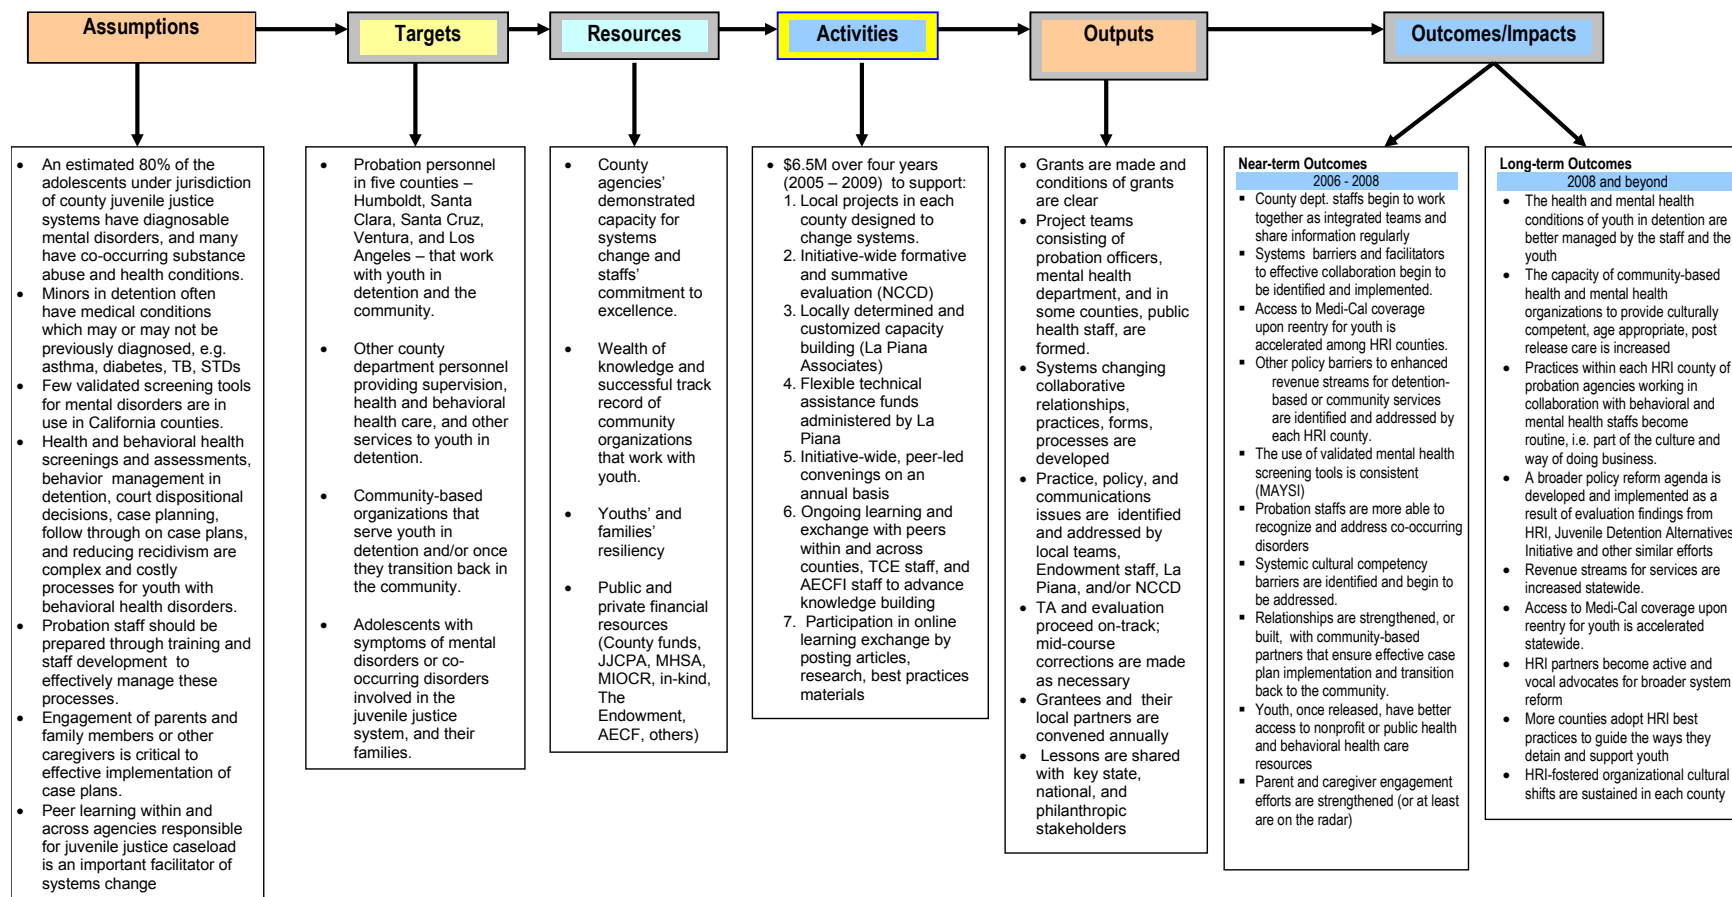 Assumptions
Targets
Resources
Activities
Outputs
Outcomes/Impacts
• An estimated 80% of the
adolescents under jurisdiction
of county juvenile justice
systems have diagnosable
mental disorders, and many
have co-occurring substance
abuse and health conditions.
• Minors in detention often
have medical conditions
which may or may not be
previously diagnosed, e.g.
asthma, diabetes, TB, STDs
• Few validated screening tools
for mental disorders are in
use in California counties.
• Health and behavioral health
screenings and assessments,
behavior management in
detention, court dispositional
decisions, case planning,
follow through on case plans,
and reducing recidivism are
complex and costly
processes for youth with
behavioral health disorders.
• Probation staff should be
prepared through training and
staff development to
effectively manage these
processes.
• Engagement of parents and
family members or other
caregivers is critical to
effective implementation of
case plans.
• Peer learning within and
across agencies responsible
for juvenile justice caseload
is an important facilitator of
systems change
• Probation personnel
in five counties –
Humboldt, Santa
Clara, Santa Cruz,
Ventura, and Los
Angeles – that work
with youth in
detention and the
community.
• Other county
department personnel
providing supervision,
health and behavioral
health care, and other
services to youth in
detention.
• Community-based
organizations that
serve youth in
detention and/or once
they transition back in
the community.
• Adolescents with
symptoms of mental
disorders or co-
occurring disorders
involved in the
juvenile justice
system, and their
families.
• County
agencies’
demonstrated
capacity for
systems
change and
staffs’
commitment to
excellence.
• Wealth of
knowledge and
successful track
record of
community
organizations
that work with
youth.
• Youths’ and
families’
resiliency
• Public and
private financial
resources
(County funds,
JJCPA, MHSA,
MIOCR, in-kind,
The
Endowment,
AECF, others)
• $6.5M over four years
(2005 – 2009) to support:
1. Local projects in each
county designed to
change systems.
2. Initiative-wide formative
and summative
evaluation (NCCD)
3. Locally determined and
customized capacity
building (La Piana
Associates)
4. Flexible technical
assistance funds
administered by La
Piana
5. Initiative-wide, peer-led
convenings on an
annual basis
6. Ongoing learning and
exchange with peers
within and across
counties, TCE staff, and
AECFI staff to advance
knowledge building
7. Participation in online
learning exchange by
posting articles,
research, best practices
materials
• Grants are made and
conditions of grants
are clear
• Project teams
consisting of
probation officers,
mental health
department, and in
some counties, public
health staff, are
formed.
• Systems changing
collaborative
relationships,
practices, forms,
processes are
developed
• Practice, policy, and
communications
issues are identified
and addressed by
local teams,
Endowment staff, La
Piana, and/or NCCD
• TA and evaluation
proceed on-track;
mid-course
corrections are made
as necessary
• Grantees and their
local partners are
convened annually
• Lessons are shared
with key state,
national, and
philanthropic
stakeholders
Near-term Outcomes
2006 - 2008
▪ County dept. staffs begin to work
together as integrated teams and
share information regularly
▪ Systems barriers and facilitators
to effective collaboration begin to
be identified and implemented.
▪ Access to Medi-Cal coverage
upon reentry for youth is
accelerated among HRI counties.
▪ Other policy barriers to enhanced
revenue streams for detention-
based or community services
are identified and addressed by
each HRI county.
▪ The use of validated mental health
screening tools is consistent
(MAYSI)
▪ Probation staffs are more able to
recognize and address co-occurring
disorders
▪ Systemic cultural competency
barriers are identified and begin to
be addressed.
▪ Relationships are strengthened, or
built, with community-based
partners that ensure effective case
plan implementation and transition
back to the community.
▪ Youth, once released, have better
access to nonprofit or public health
and behavioral health care
resources
▪ Parent and caregiver engagement
efforts are strengthened (or at least
are on the radar)
Long-term Outcomes
2008 and beyond
• The health and mental health
conditions of youth in detention are
better managed by the staff and the
youth
• The capacity of community-based
health and mental health
organizations to provide culturally
competent, age appropriate, post
release care is increased
• Practices within each HRI county of
probation agencies working in
collaboration with behavioral and
mental health staffs become
routine, i.e. part of the culture and
way of doing business.
• A broader policy reform agenda is
developed and implemented as a
result of evaluation findings from
HRI, Juvenile Detention Alternatives
Initiative and other similar efforts
• Revenue streams for services are
increased statewide.
• Access to Medi-Cal coverage upon
reentry for youth is accelerated
statewide.
• HRI partners become active and
vocal advocates for broader system
reform
• More counties adopt HRI best
practices to guide the ways they
detain and support youth
• HRI-fostered organizational cultural
shifts are sustained in each county